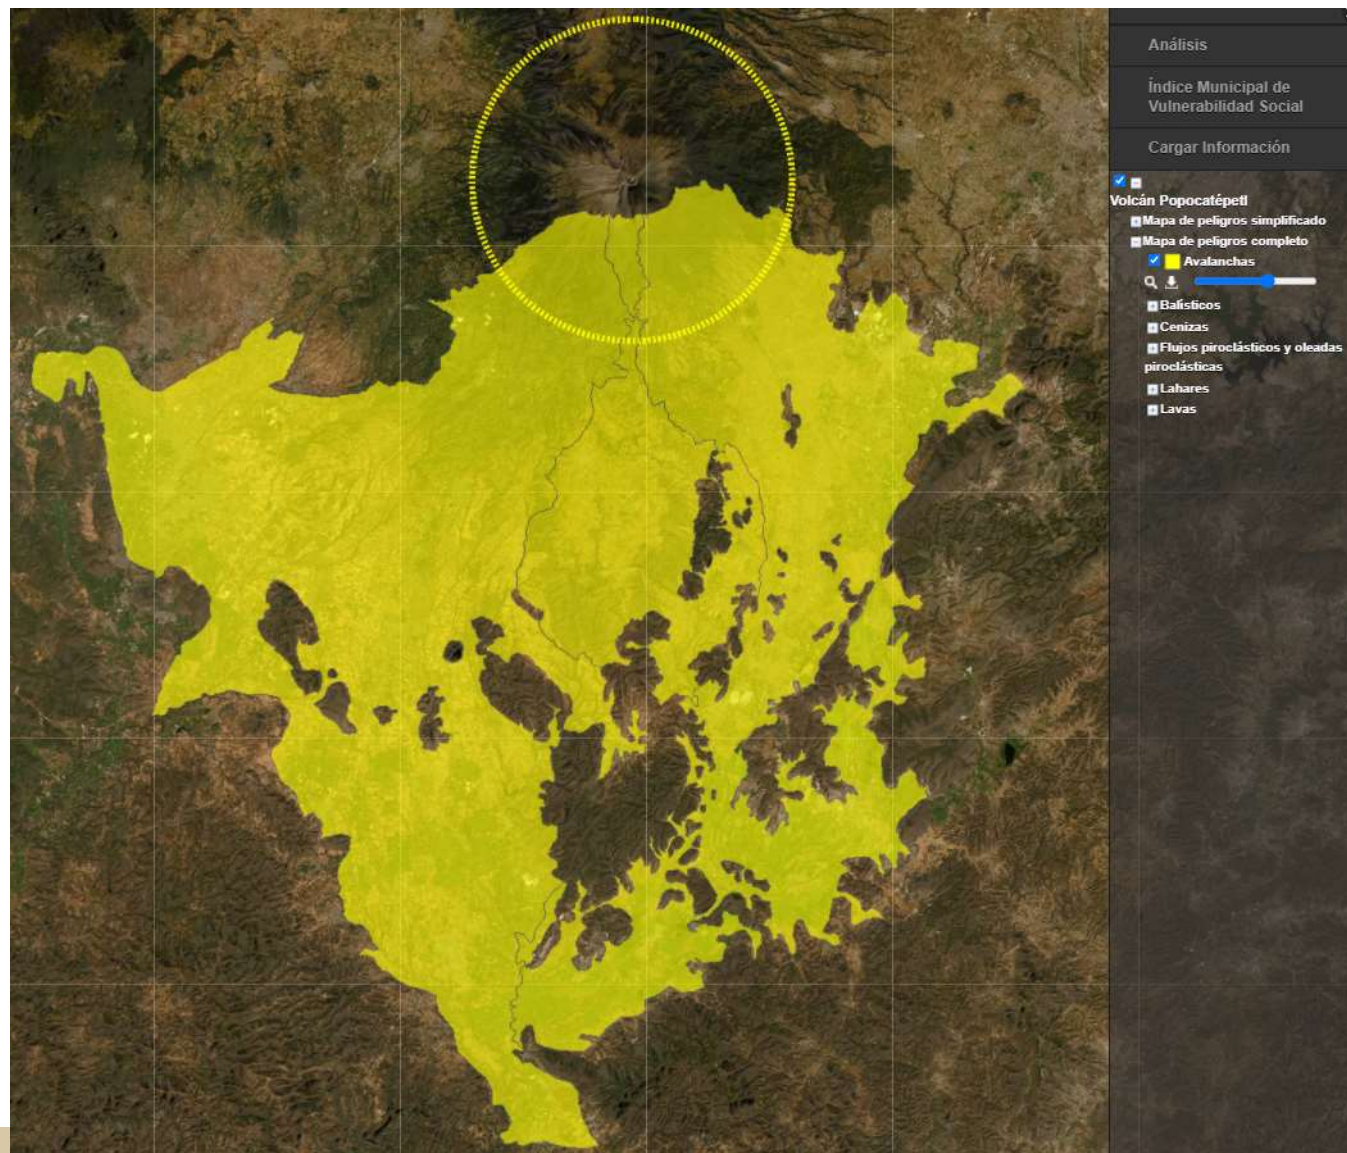 Análisis
Índice Municipal de
Vulnerabilidad Social
Cargar Información
Volcán Popocatépetl
Mapa de peligros simplificado
Mapa de peligros completo
Avalanchas
Balísticos
Cenizas
Flujos piroclásticos y oleadas
piroclásticas
Lahares
Lavas